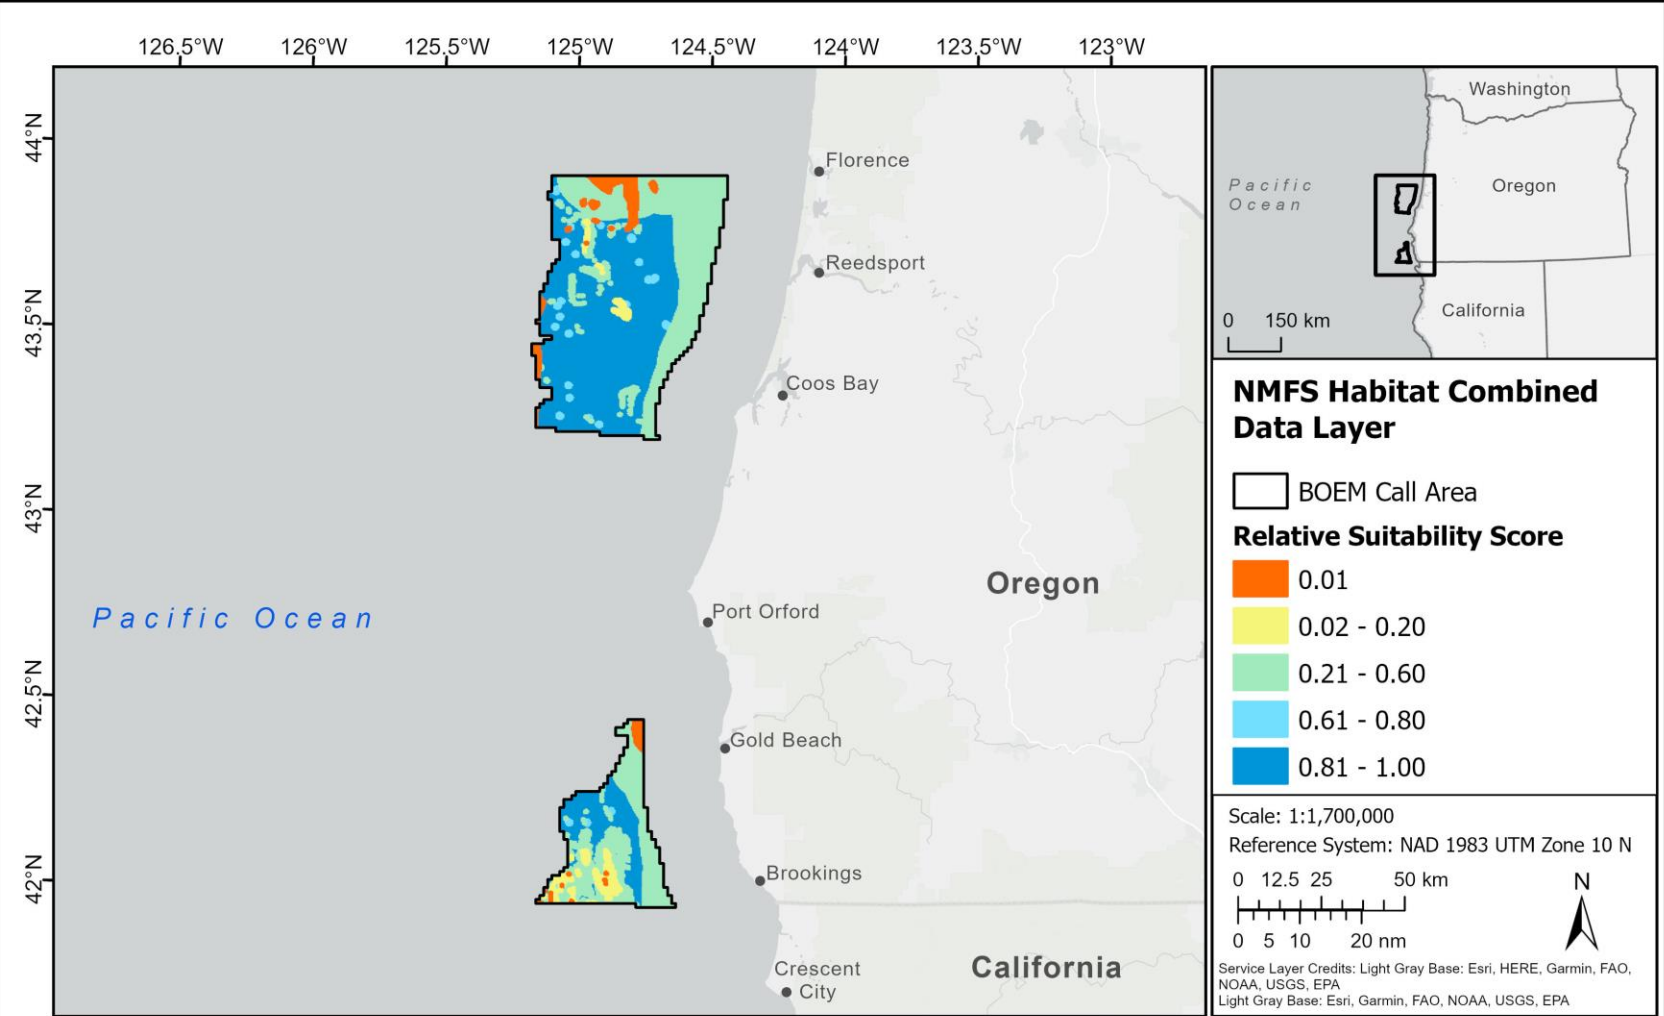 126.5°W 126°W 125.5°W 125°W 124.5°W 124°W 123.5°W 123°W
44°N
43.5°N
43°N
42.5°N
42°N
Florence
Reedsport
Coos Bay
Port Orford
Gold Beach
Brookings
Crescent
City
Oregon
California
Pacific Ocean
Washington
Pacific
Ocean
Oregon
California
0 150 km
NMFS Habitat Combined
Data Layer
BOEM Call Area
Relative Suitability Score
0.01
0.02 - 0.20
0.21 - 0.60
0.61 - 0.80
0.81 - 1.00
Scale: 1:1,700,000
Reference System: NAD 1983 UTM Zone 10 N
0 12.5 25 50 km
0 5 10 20 nm
N
Service Layer Credits: Light Gray Base: Esri, HERE, Garmin, FAO,
NOAA, USGS, EPA
Light Gray Base: Esri, Garmin, FAO, NOAA, USGS, EPA